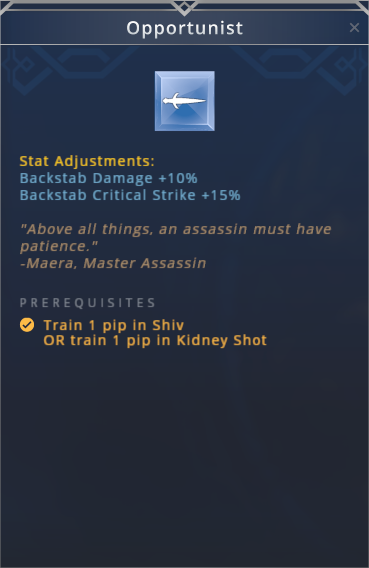 Opportunist
Stat Adjustments:
Backstab Damage +10%
Backstab Critical Strike +15%
"Above all things, an assassin must have
patience."
-Maera, Master Assassin
PREREQUISITES
Train 1 pip in Shiv
OR train 1 pip in Kidney Shot